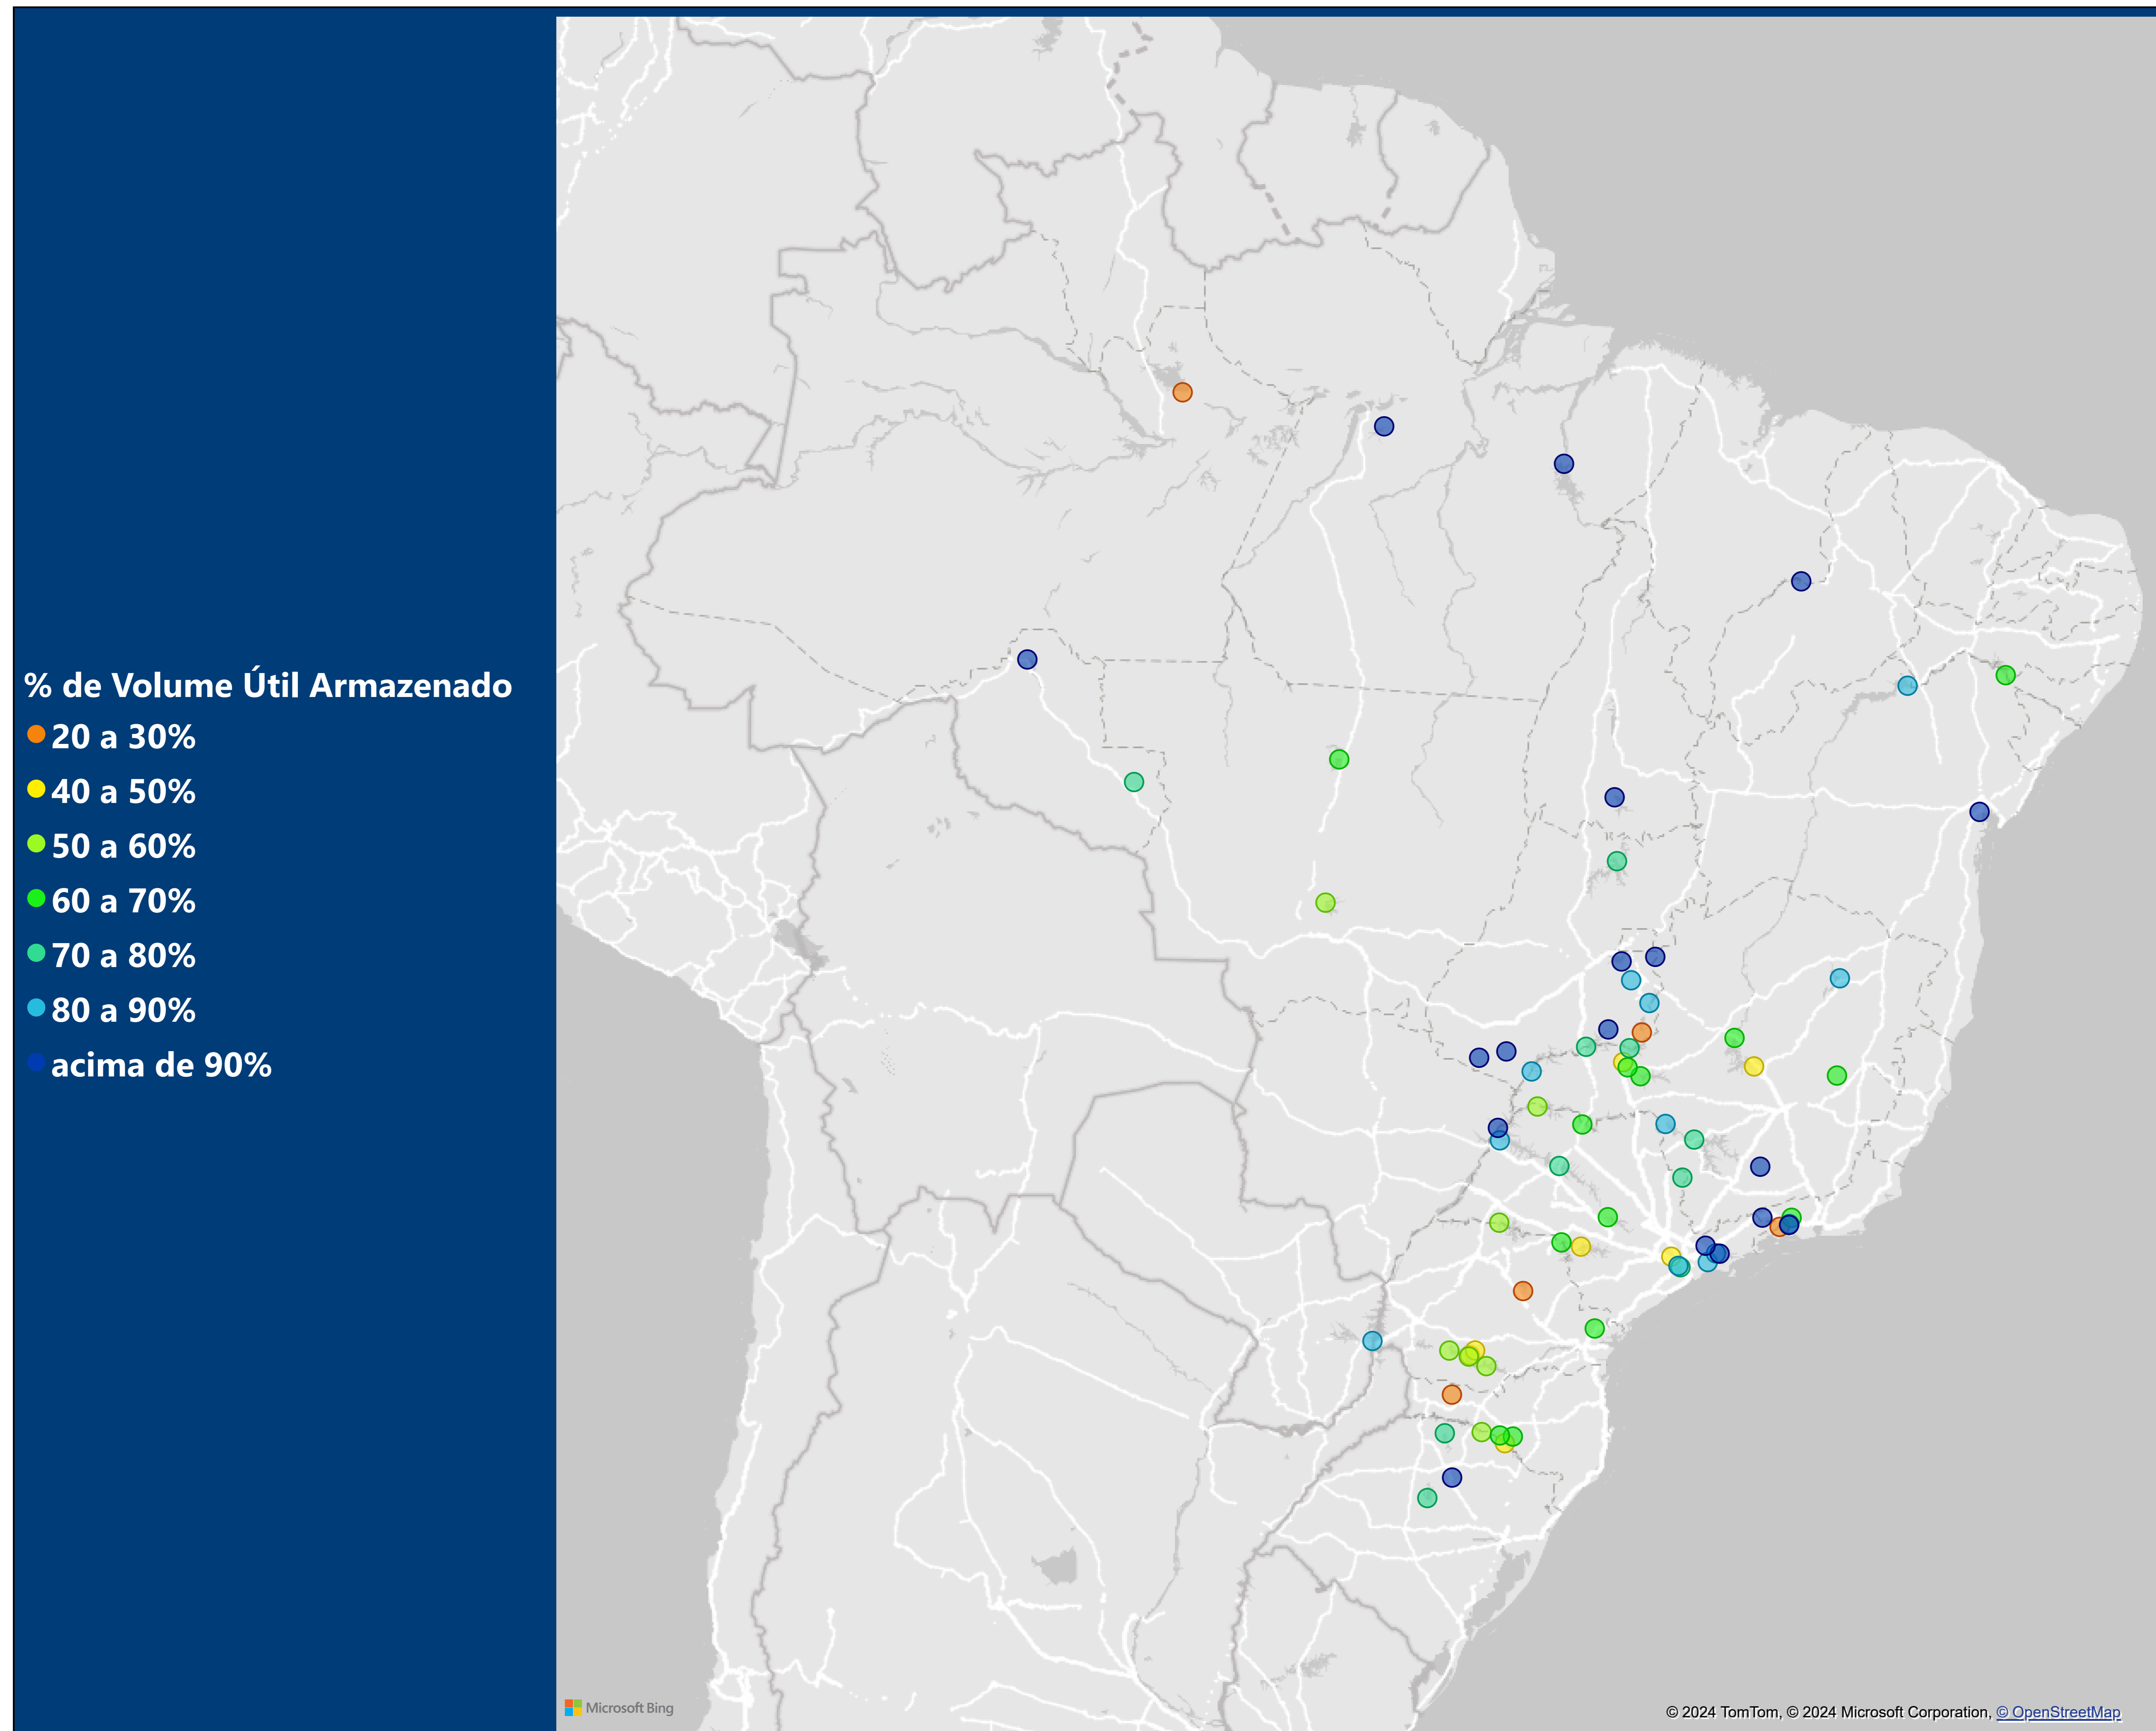 % de Volume Útil Armazenado
20 a 30%
40 a 50%
50 a 60%
60 a 70%
70 a 80%
80 a 90%
acima de 90%
Microsoft Bing
© 2024 TomTom, © 2024 Microsoft Corporation, © OpenStreetMap